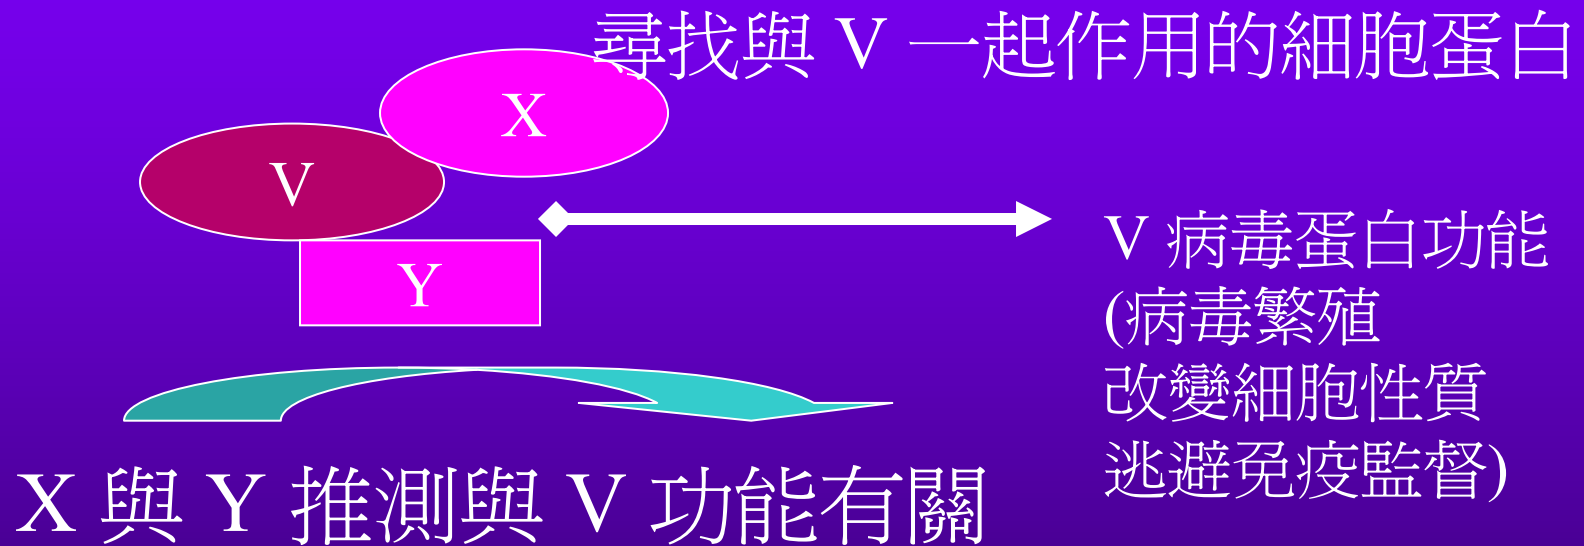 尋找與 V 一起作用的細胞蛋白
X
V
Y
V 病毒蛋白功能
(病毒繁殖
改變細胞性質
逃避免疫監督)
X 與 Y 推測與 V 功能有關